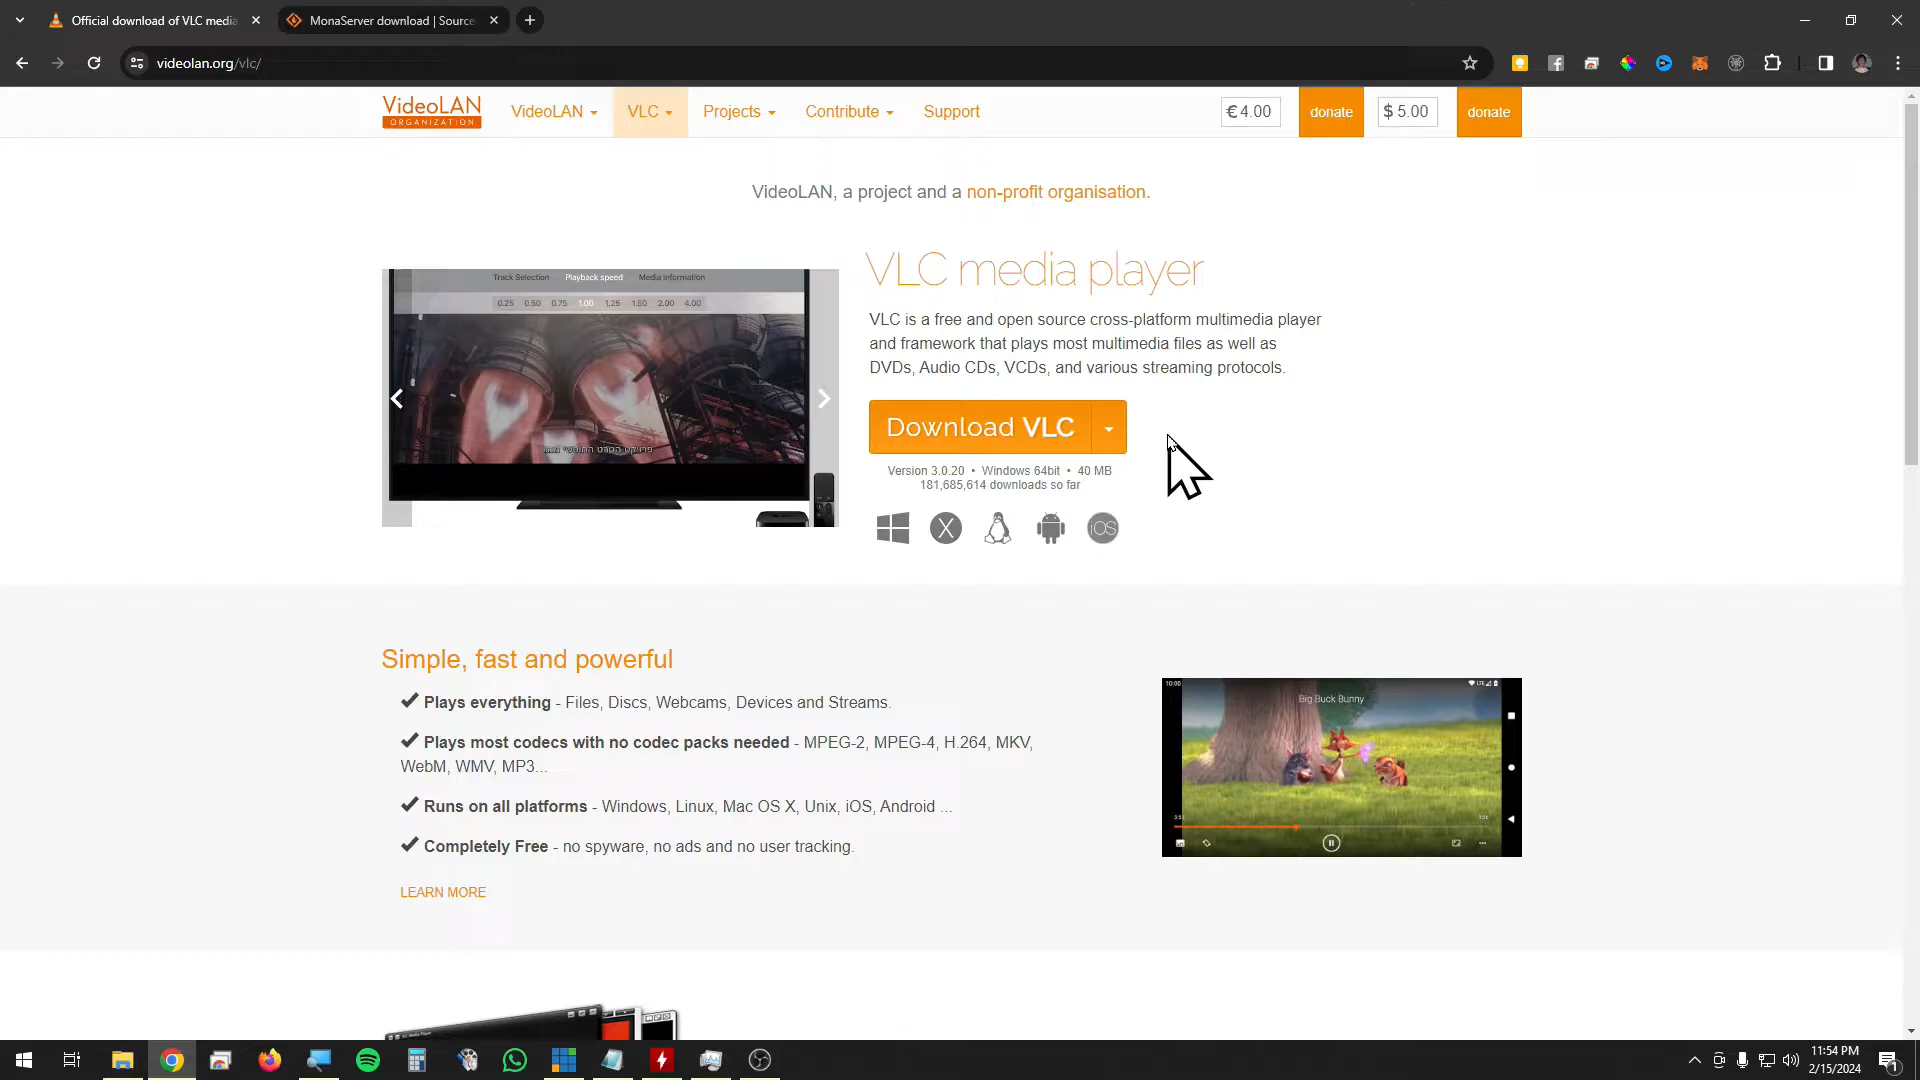 Official download of VLC media
MonaServer download | Source
videolan.org/vlc/
VideoLAN
ORGANIZATION
VideoLAN
VLC
Projects
Contribute
Support
€ 4.00
donate
$ 5.00
donate
VideoLAN, a project and a non-profit organisation.
Track Selection Playback speed Media Information
0.25 0.50 0.75 1.00 1.25 1.50 2.00 4.00
VLC media player
VLC is a free and open source cross-platform multimedia player
and framework that plays most multimedia files as well as
DVDs, Audio CDs, VCDs, and various streaming protocols.
Download VLC
Version 3.0.20 • Windows 64bit • 40 MB
181,685,614 downloads so far
X
iOS
Simple, fast and powerful
Plays everything - Files, Discs, Webcams, Devices and Streams.
Plays most codecs with no codec packs needed - MPEG-2, MPEG-4, H.264, MKV,
WebM, WMV, MP3...
Runs on all platforms - Windows, Linux, Mac OS X, Unix, iOS, Android ...
Completely Free - no spyware, no ads and no user tracking.
LEARN MORE
10:00
LTE
Big Buck Bunny
11:54 PM
2/15/2024
1